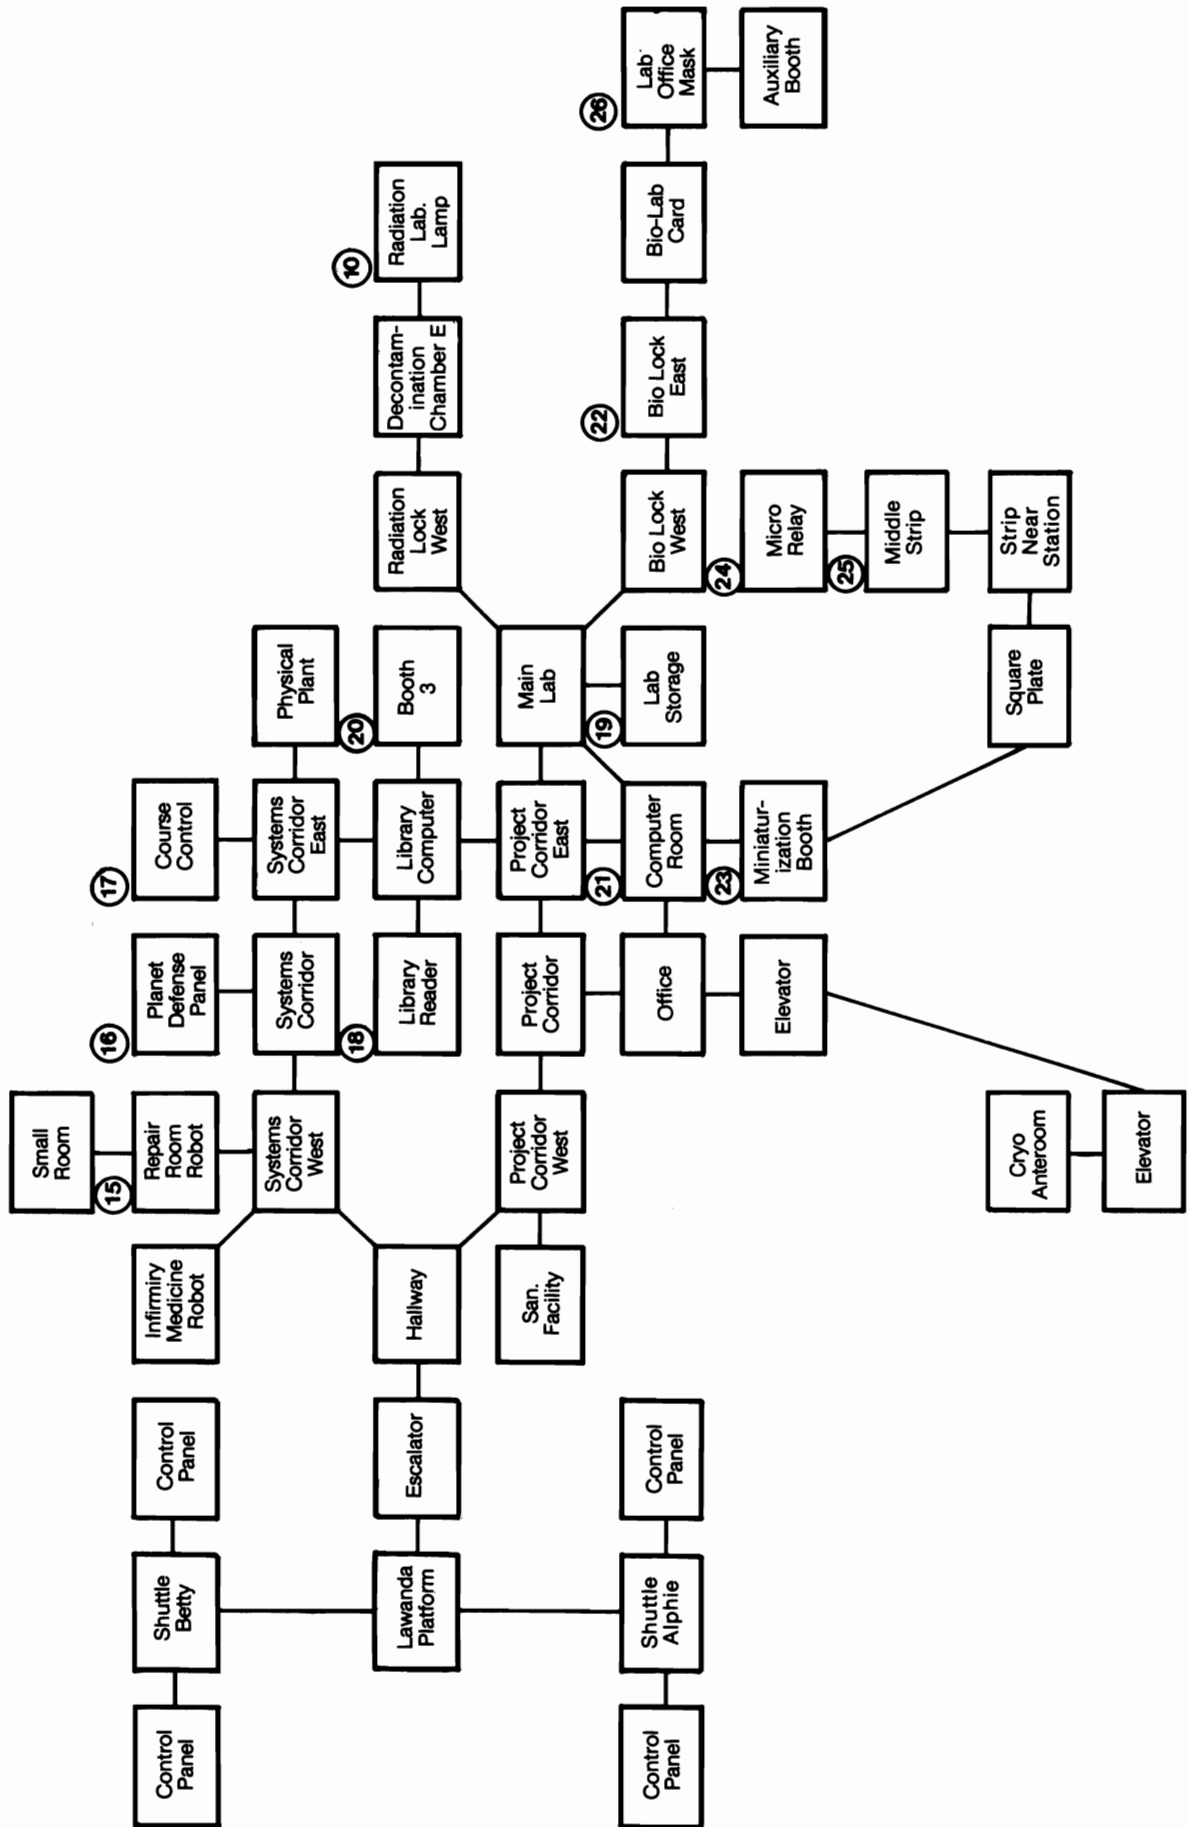 Lab
Office
Mask
Auxiliary
Booth
26
Radiation
Lab.
Lamp
10
Bio-Lab
Card
Decontam-
ination
Chamber E
Bio Lock
East
22
Radiation
Lock
West
Bio Lock
West
24
Micro
Relay
25
Middle
Strip
Strip
Near
Station
Physical
Plant
20
Booth
3
Main
Lab
19
Lab
Storage
Square
Plate
17
Course
Control
Systems
Corridor
East
Library
Computer
Project
Corridor
East
21
Computer
Room
23
Miniatur-
ization
Booth
16
Planet
Defense
Panel
Systems
Corridor
18
Library
Reader
Project
Corridor
Office
Elevator
Small
Room
15
Repair
Room
Robot
Systems
Corridor
West
Project
Corridor
West
Cryo
Anteroom
Elevator
Infirmiry
Medicine
Robot
Hallway
San.
Facility
Control
Panel
Escalator
Control
Panel
Shuttle
Betty
Lawanda
Platform
Shuttle
Alphie
Control
Panel
Control
Panel